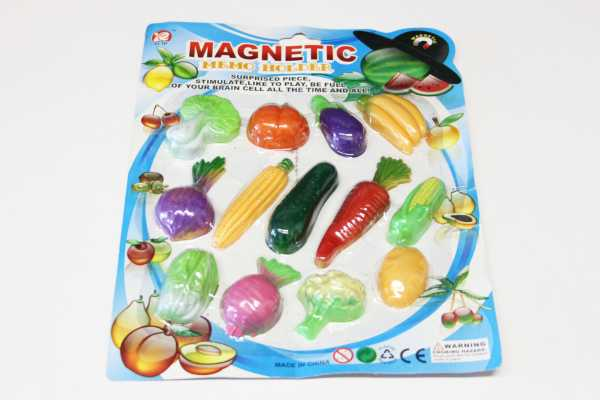 MAGNETIC
MEMO HOLDER
SURPRISED PIECE,
STIMULATE,LIKE TO PLAY, BE FULL
OF YOUR BRAIN CELL ALL THE TIME AND ALL!
MADE IN CHINA
CE
WARNING
CHOKING HAZARD